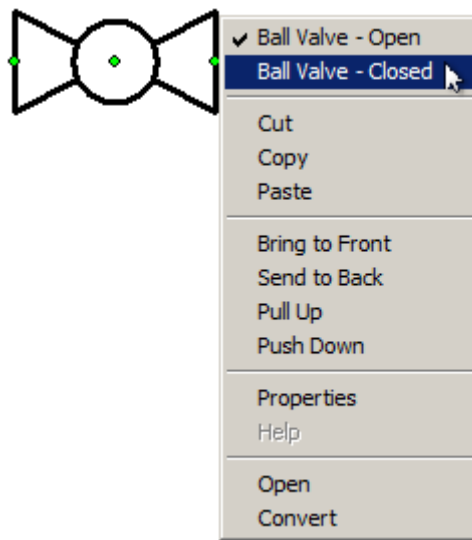 Ball Valve - Open
Ball Valve - Closed
Cut
Copy
Paste
Bring to Front
Send to Back
Pull Up
Push Down
Properties
Help
Open
Convert